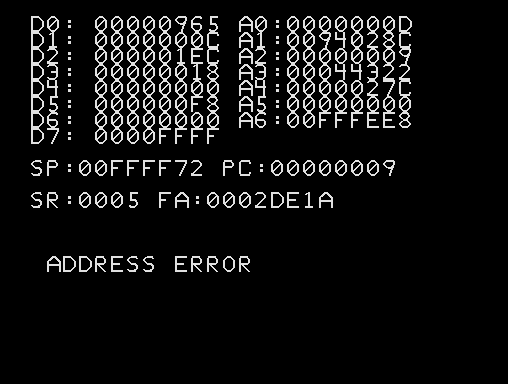 D0: 00000965 A0:0000000D
D1: 0000000C A1:0094028C
D2: 000001EC A2:00000009
D3: 00000018 A3:00044322
D4: 00000000 A4:0000027C
D5: 000000F8 A5:00000000
D6: 00000000 A6:00FFFEE8
D7: 0000FFFF
SP:00FFFF72 PC:00000009
SR:0005 FA:0002DE1A
ADDRESS ERROR